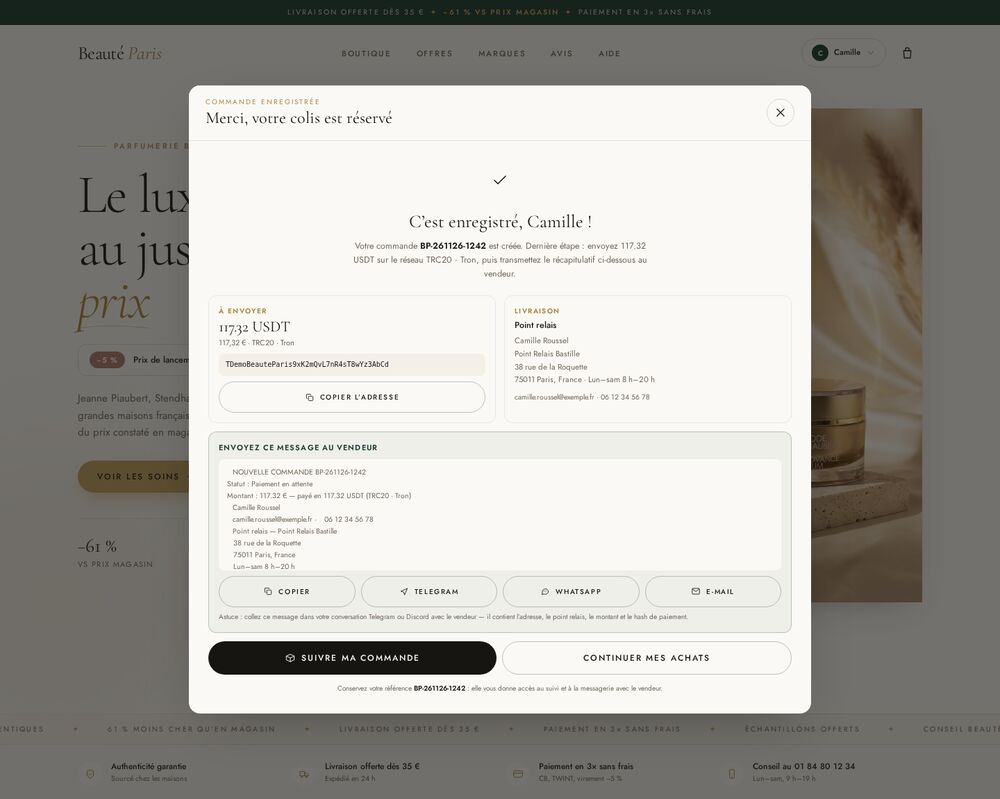 LIVRAISON OFFERTE DÈS 35 € ✦ −61 % VS PRIX MAGASIN ✦ PAIEMENT EN 3× SANS FRAIS
Beauté Paris
BOUTIQUE OFFRES MARQUES AVIS AIDE
C Camille
COMMANDE ENREGISTRÉE
Merci, votre colis est réservé
PARFUMERIE B
Le lux
au jus
prix
−5 % Prix de lancem
Jeanne Piaubert, Stendha
grandes maisons français
du prix constaté en maga
VOIR LES SOINS
−61 %
VS PRIX MAGASIN
C'est enregistré, Camille !
Votre commande BP-261126-1242 est créée. Dernière étape : envoyez 117.32
USDT sur le réseau TRC20 · Tron, puis transmettez le récapitulatif ci-dessous au
vendeur.
À ENVOYER
117.32 USDT
117,32 € · TRC20 · Tron
TDemoBeauteParis9xK2mQvL7nR4sT8wYz3AbCd
COPIER L'ADRESSE
LIVRAISON
Point relais
Camille Roussel
Point Relais Bastille
38 rue de la Roquette
75011 Paris, France · Lun–sam 8 h–20 h
camille.roussel@exemple.fr · 06 12 34 56 78
ENVOYEZ CE MESSAGE AU VENDEUR
NOUVELLE COMMANDE BP-261126-1242
Statut : Paiement en attente
Montant : 117.32 € — payé en 117.32 USDT (TRC20 · Tron)
Camille Roussel
camille.roussel@exemple.fr · 06 12 34 56 78
Point relais — Point Relais Bastille
38 rue de la Roquette
75011 Paris, France
Lun–sam 8 h–20 h
COPIER
TELEGRAM
WHATSAPP
E-MAIL
Astuce : collez ce message dans votre conversation Telegram ou Discord avec le vendeur — il contient l'adresse, le point relais, le montant et le hash de paiement.
SUIVRE MA COMMANDE
CONTINUER MES ACHATS
Conservez votre référence BP-261126-1242 : elle vous donne accès au suivi et à la messagerie avec le vendeur.
ENTIQUES ✦ 61 % MOINS CHER QU'EN MAGASIN ✦ LIVRAISON OFFERTE DÈS 35 € ✦ PAIEMENT EN 3× SANS FRAIS ✦ ÉCHANTILLONS OFFERTS ✦ CONSEIL BEAUT
Authenticité garantie
Sourcé chez les maisons
Livraison offerte dès 35 €
Expédié en 24 h
Paiement en 3× sans frais
CB, TWINT, virement −5 %
Conseil au 01 84 80 12 34
Lun–sam, 9 h–19 h